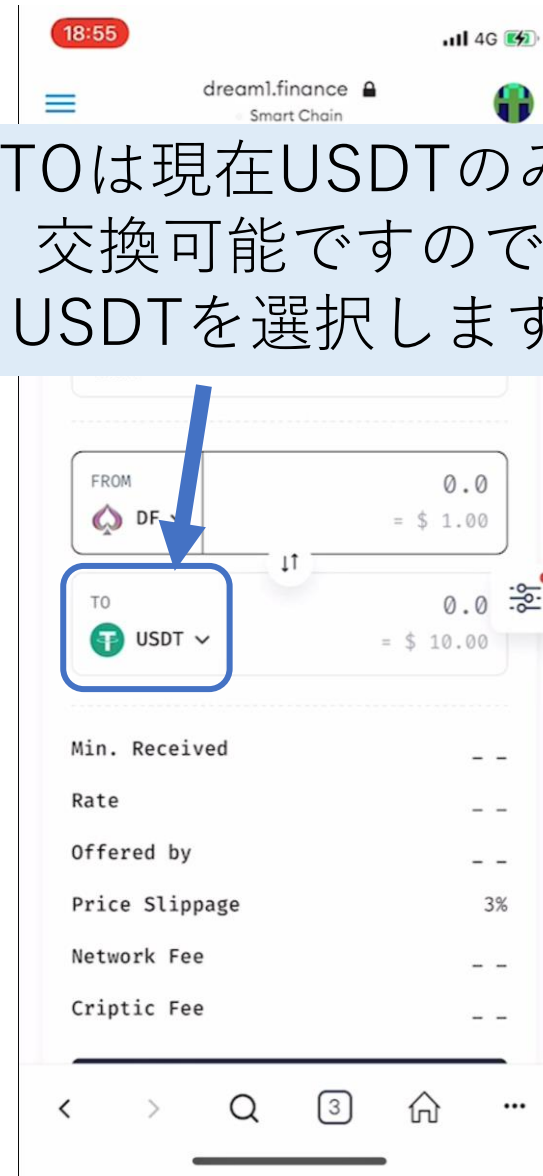 18:55
4G
dream1.finance
Smart Chain
TOは現在USDTのみ
交換可能ですので
USDTを選択します
FROM
0.0
DF
= $ 1.00
TO
0.0
USDT
= $ 10.00
Min. Received
_ _
Rate
_ _
Offered by
_ _
Price Slippage
3%
Network Fee
_ _
Criptic Fee
_ _
3